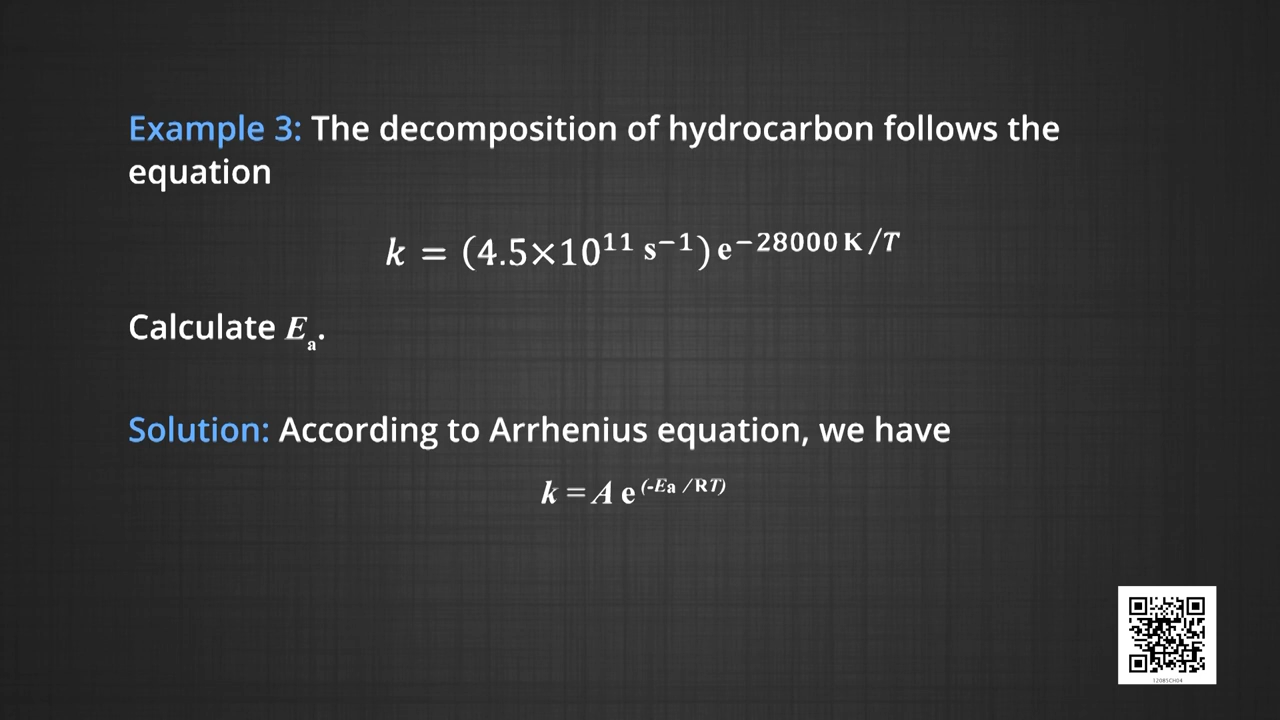 Example 3: The decomposition of hydrocarbon follows the
equation
k = (4.5×10¹¹ s⁻¹) e⁻²⁸⁰⁰⁰ ᴷ/ᵀ
Calculate Eₐ.
Solution: According to Arrhenius equation, we have
k = A e^(-Ea /RT)
12085CH04